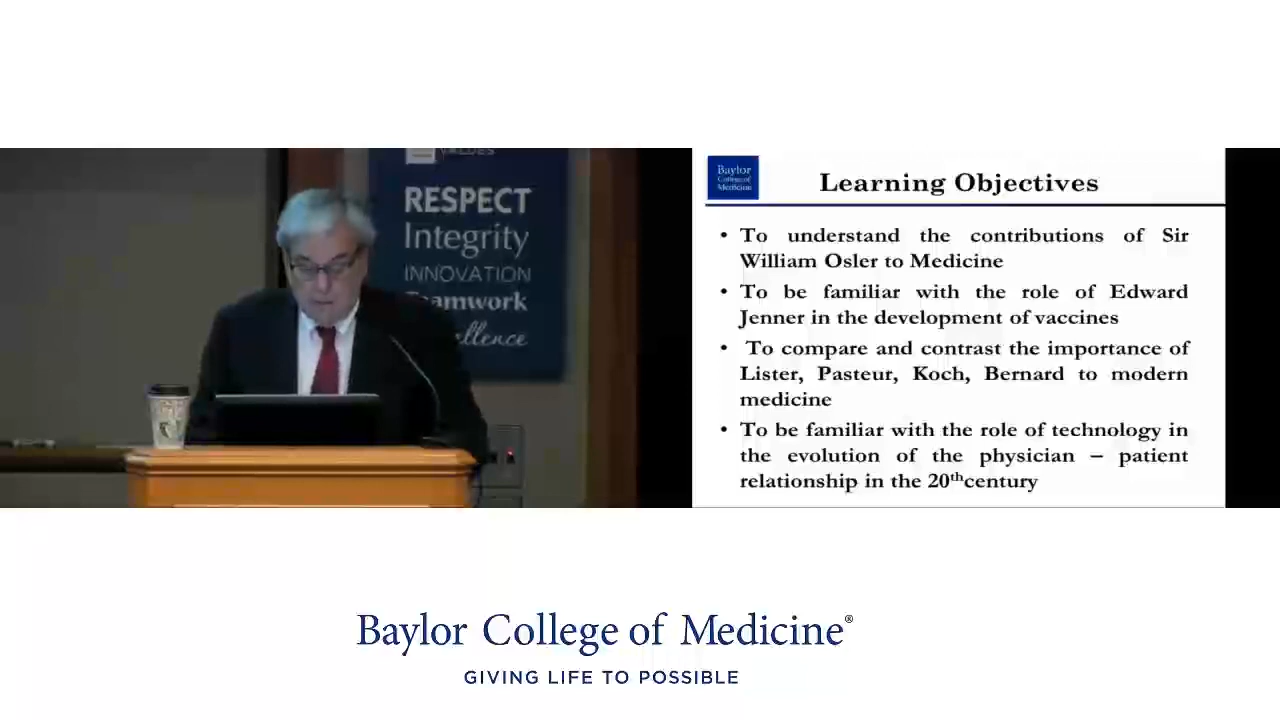 VALUES
RESPECT
Integrity
INNOVATION
Teamwork
Baylor
College of
Medicine
Learning Objectives
• To understand the contributions of Sir
William Osler to Medicine
• To be familiar with the role of Edward
Jenner in the development of vaccines
• To compare and contrast the importance of
Lister, Pasteur, Koch, Bernard to modern
medicine
• To be familiar with the role of technology in
the evolution of the physician – patient
relationship in the 20thcentury
Baylor College of Medicine®
GIVING LIFE TO POSSIBLE